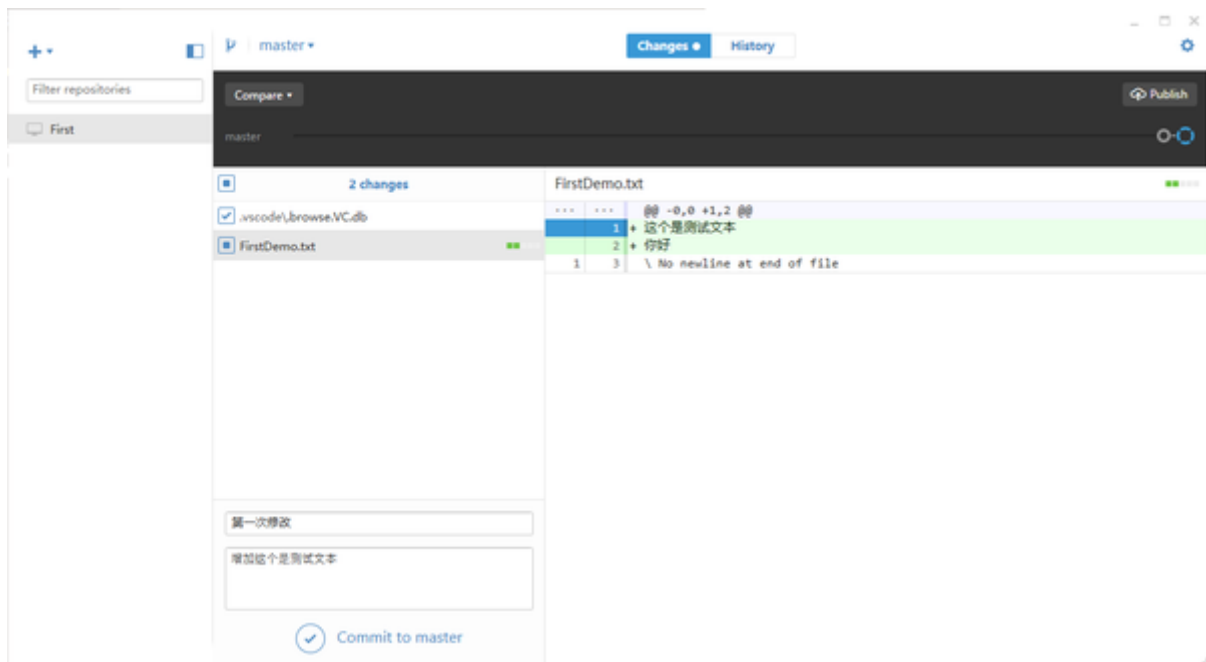 master
Changes
History
Filter repositories
Compare
Publish
First
master
2 changes
FirstDemo.txt
.vscode\.browse.VC.db
FirstDemo.txt
... ... @@ -0,0 +1,2 @@
1 + 这个是测试文本
2 + 你好
1 3 \ No newline at end of file
第一次修改
增加这个是测试文本
Commit to master